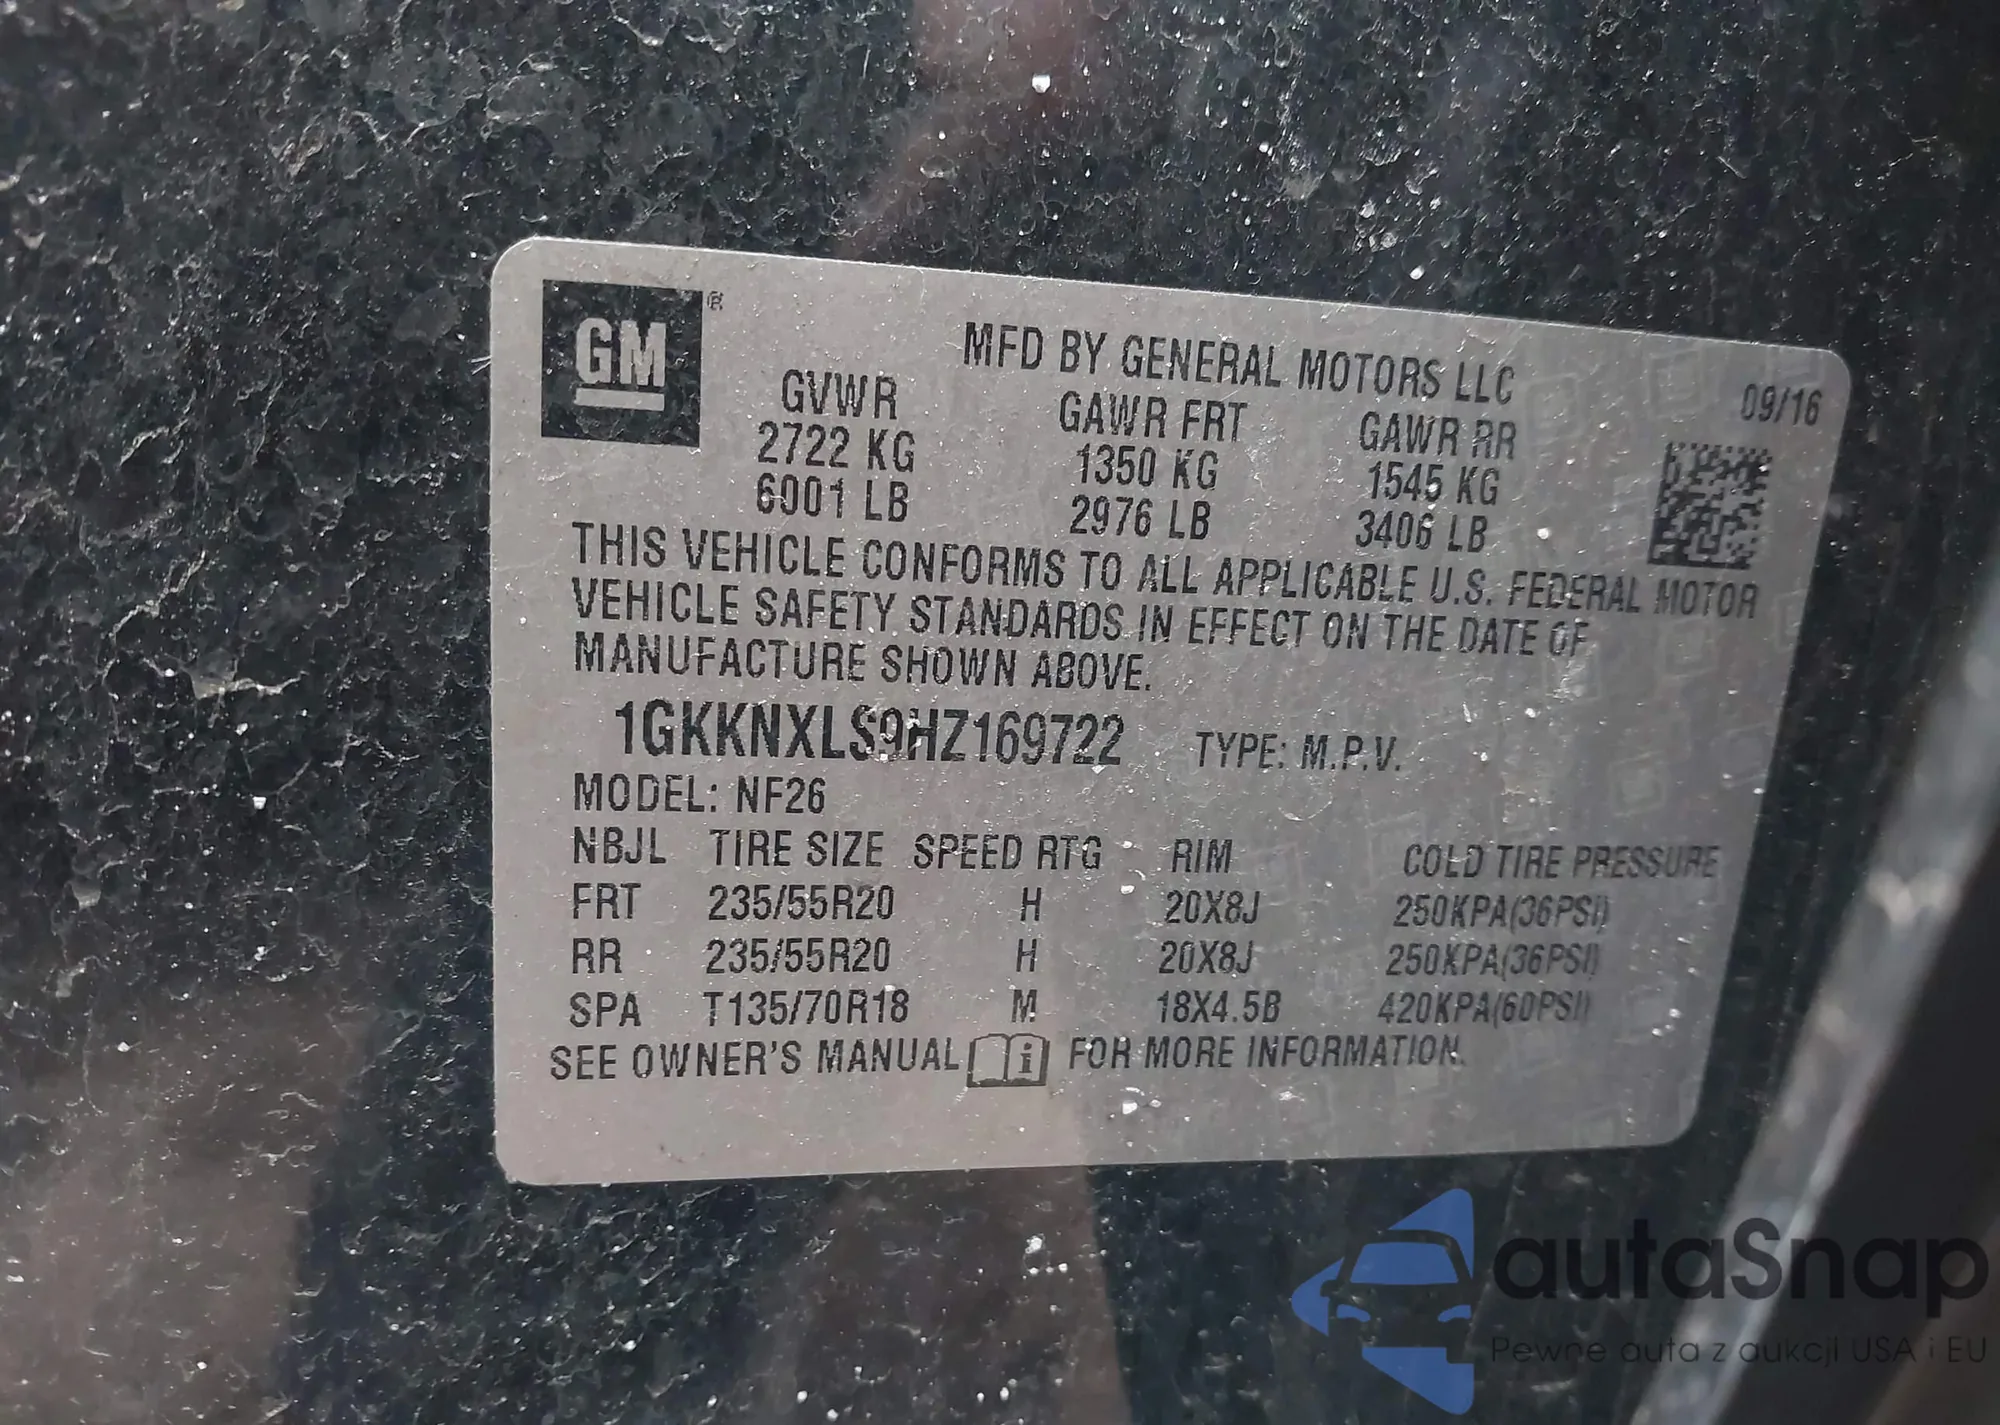 GM®
MFD BY GENERAL MOTORS LLC
09/16
GVWR GAWR FRT GAWR RR
2722 KG 1350 KG 1545 KG
6001 LB 2976 LB 3406 LB
THIS VEHICLE CONFORMS TO ALL APPLICABLE U.S. FEDERAL MOTOR
VEHICLE SAFETY STANDARDS IN EFFECT ON THE DATE OF
MANUFACTURE SHOWN ABOVE.
1GKKNXLS9HZ169722 TYPE: M.P.V.
MODEL: NF26
NBJL TIRE SIZE SPEED RTG RIM COLD TIRE PRESSURE
FRT 235/55R20 H 20X8J 250KPA(36PSI)
RR 235/55R20 H 20X8J 250KPA(36PSI)
SPA T135/70R18 M 18X4.5B 420KPA(60PSI)
SEE OWNER'S MANUAL i FOR MORE INFORMATION.
autaSnap
Pewne auta z aukcji USA i EU